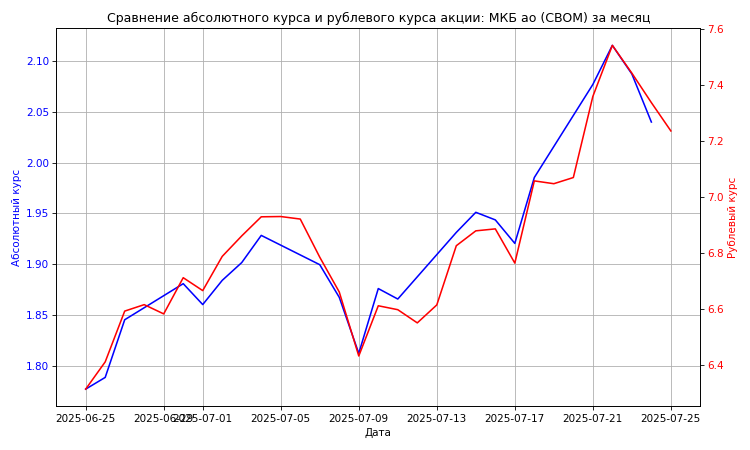 Сравнение абсолютного курса и рублевого курса акции: МКБ ао (CBOM) за месяц
7.6
2.10
7.4
2.05
7.2
2.00
7.0
1.95
Абсолютный курс
Рублевый курс
6.8
1.90
6.6
1.85
6.4
1.80
2025-06-25 2025-06-29 2025-07-01 2025-07-05 2025-07-09 2025-07-13 2025-07-17 2025-07-21 2025-07-25
Дата